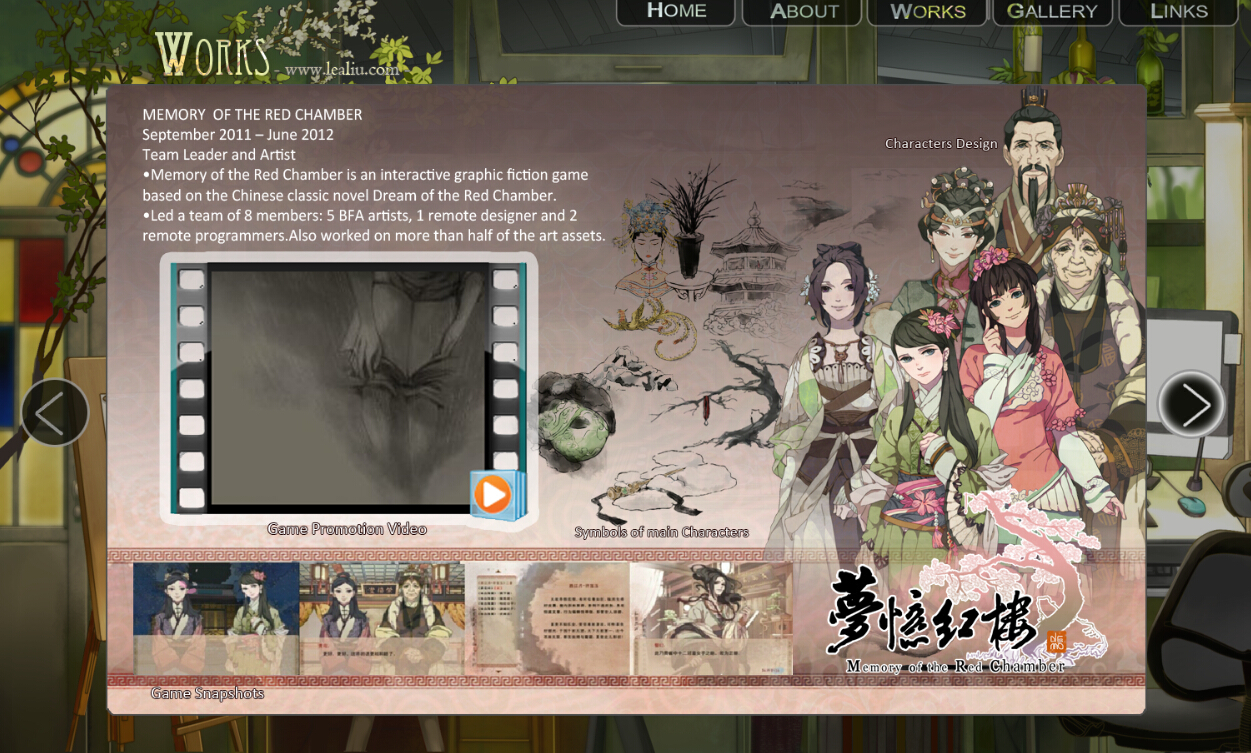 HOME
ABOUT
WORKS
GALLERY
LINKS
WORKS - www.lealiu.com
MEMORY OF THE RED CHAMBER
September 2011 – June 2012
Team Leader and Artist
•Memory of the Red Chamber is an interactive graphic fiction game
based on the Chinese classic novel Dream of the Red Chamber.
•Led a team of 8 members: 5 BFA artists, 1 remote designer and 2
remote programmers.Also worked on more than half of the art assets.
Characters Design
Game Promotion Video
Symbols of main Characters
夢憶紅樓
Memory of the Red Chamber
Game Snapshots